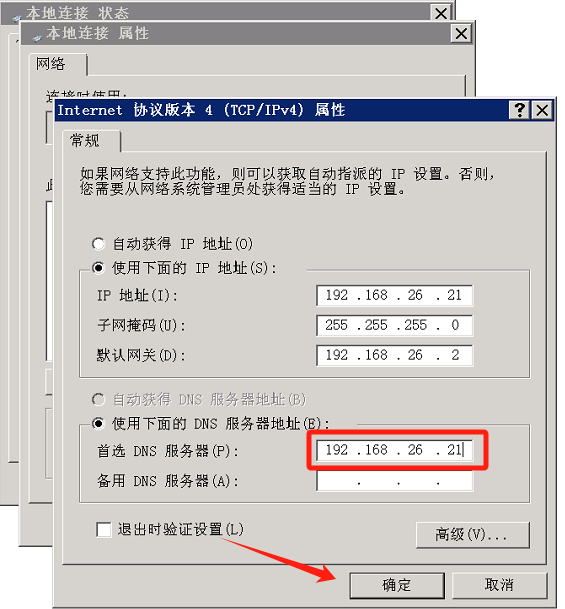 本地连接 状态
本地连接 属性
网络
连接时使用:
Internet 协议版本 4 (TCP/IPv4) 属性
常规
如果网络支持此功能，则可以获取自动指派的 IP 设置。否则，
您需要从网络系统管理员处获得适当的 IP 设置。
自动获得 IP 地址(O)
使用下面的 IP 地址(S):
IP 地址(I): 192 .168 . 26 . 21
子网掩码(U): 255 .255 .255 . 0
默认网关(D): 192 .168 . 26 . 2
自动获得 DNS 服务器地址(B)
使用下面的 DNS 服务器地址(E):
首选 DNS 服务器(P): 192 .168 . 26 . 21
备用 DNS 服务器(A): . . .
退出时验证设置(L)
高级(V)...
确定 取消